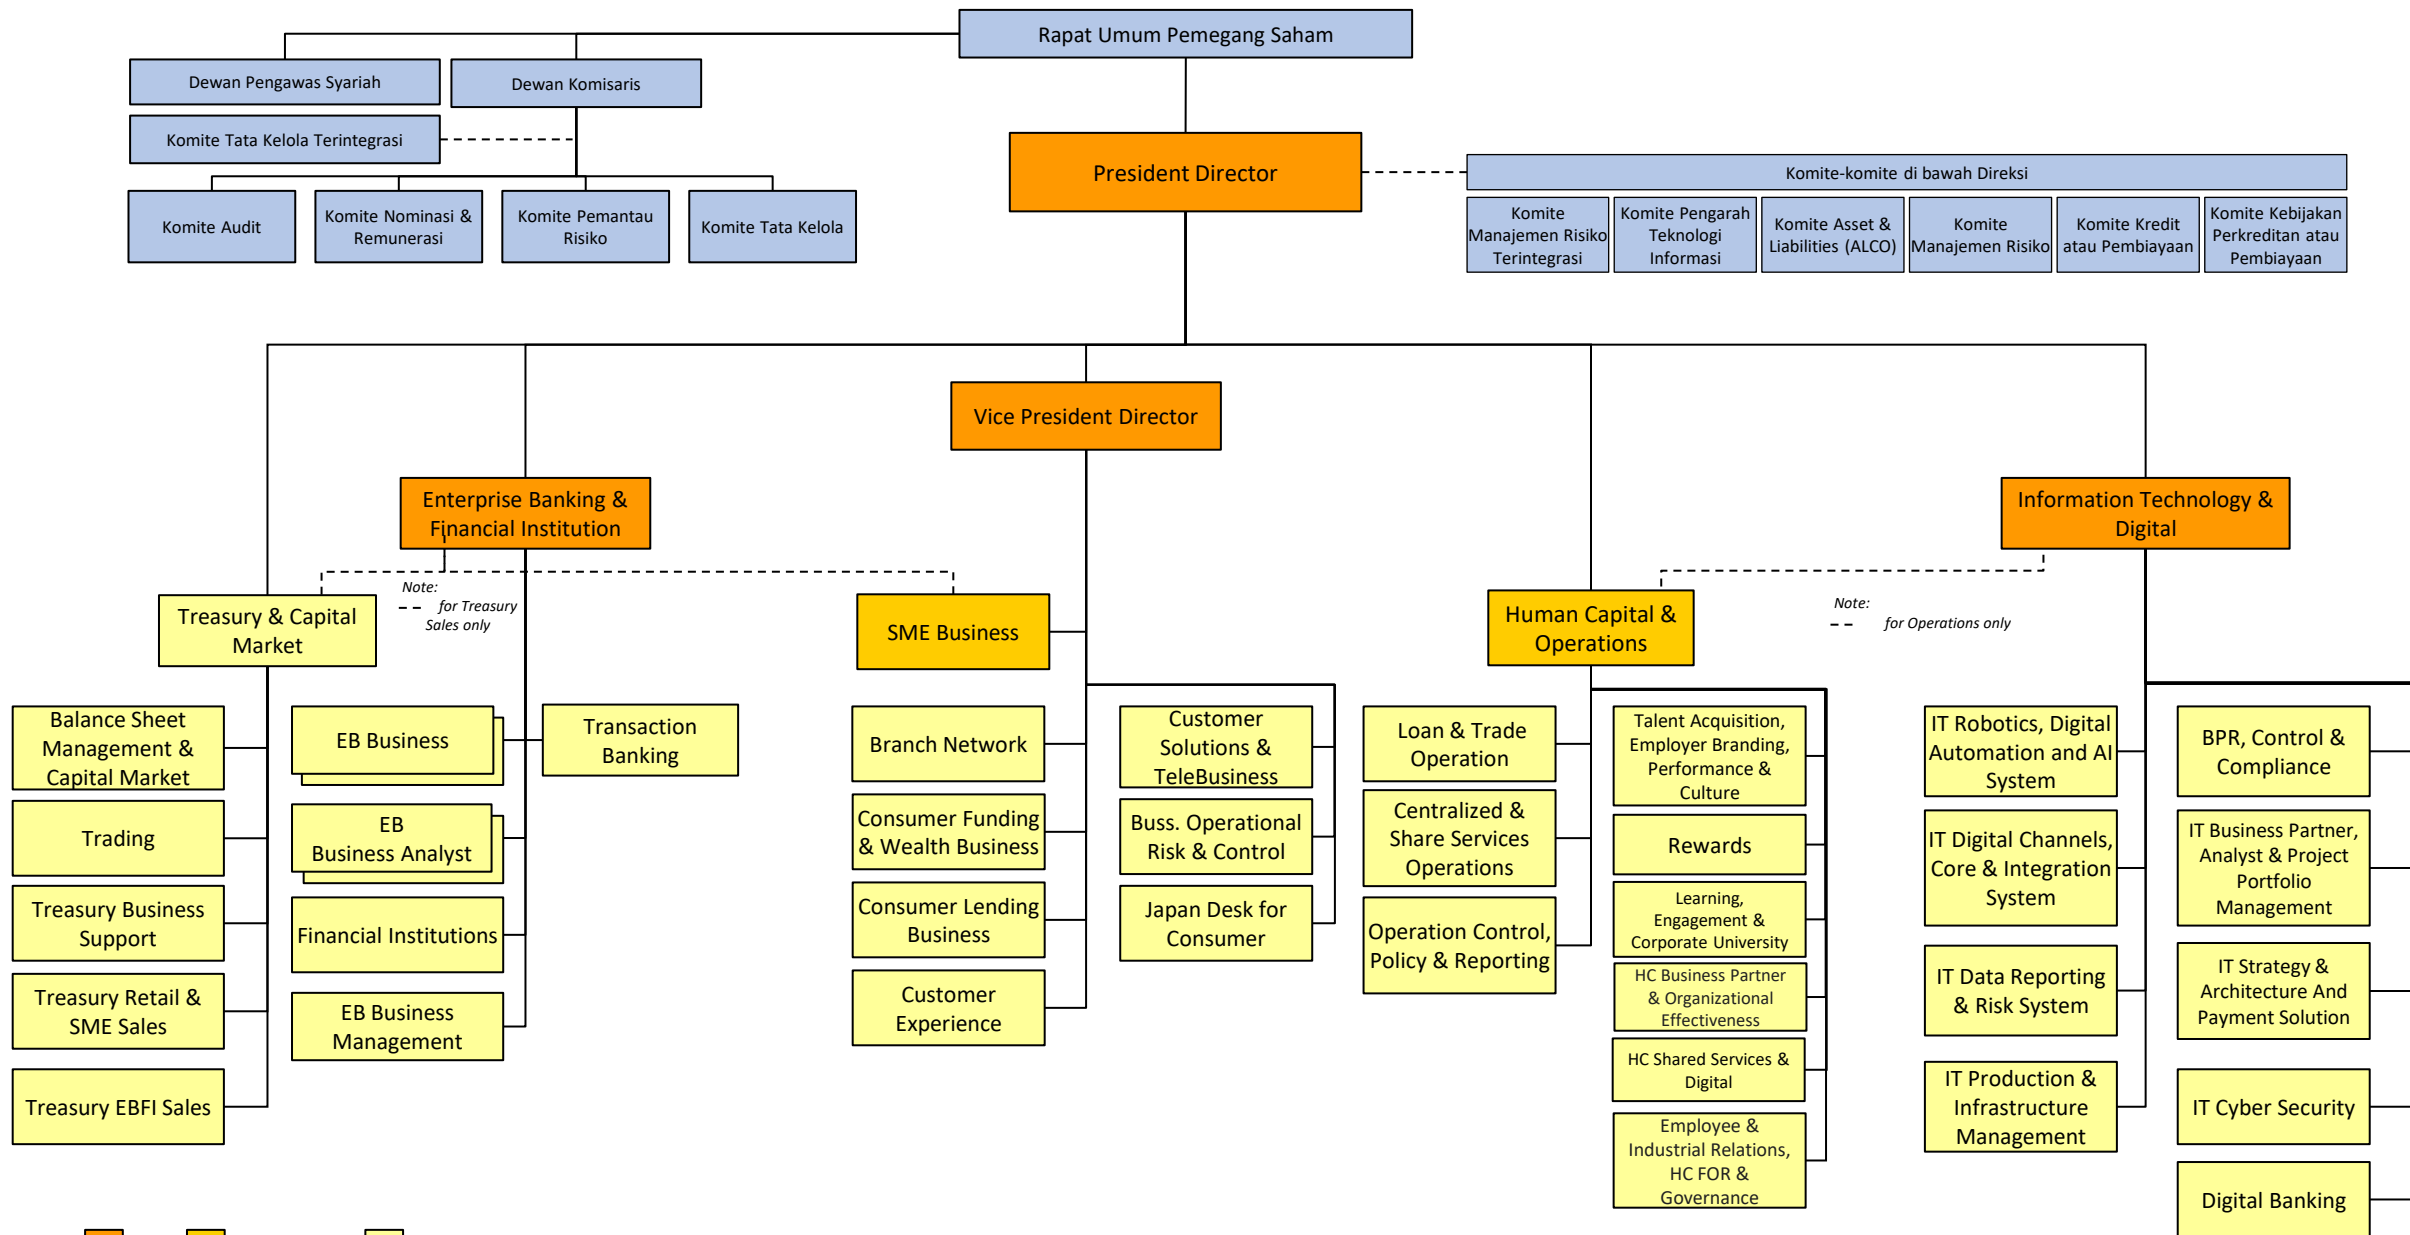 Rapat Umum Pemegang Saham
Dewan Pengawas Syariah
Dewan Komisaris
Komite Tata Kelola Terintegrasi
Komite Audit
Komite Nominasi &
Remunerasi
Komite Pemantau
Risiko
Komite Tata Kelola
President Director
Komite-komite di bawah Direksi
Komite
Manajemen Risiko
Terintegrasi
Komite Pengarah
Teknologi
Informasi
Komite Asset &
Liabilities (ALCO)
Komite
Manajemen Risiko
Komite Kredit
atau Pembiayaan
Komite Kebijakan
Perkreditan atau
Pembiayaan
Vice President Director
Enterprise Banking &
Financial Institution
Information Technology &
Digital
Note:
for Treasury
Sales only
Note:
for Operations only
Treasury & Capital
Market
SME Business
Human Capital &
Operations
Balance Sheet
Management &
Capital Market
Trading
Treasury Business
Support
Treasury Retail &
SME Sales
Treasury EBFI Sales
EB Business
EB
Business Analyst
Financial Institutions
EB Business
Management
Transaction
Banking
Branch Network
Consumer Funding
& Wealth Business
Consumer Lending
Business
Customer
Experience
Customer
Solutions &
TeleBusiness
Buss. Operational
Risk & Control
Japan Desk for
Consumer
Loan & Trade
Operation
Centralized &
Share Services
Operations
Operation Control,
Policy & Reporting
Talent Acquisition,
Employer Branding,
Performance &
Culture
Rewards
Learning,
Engagement &
Corporate University
HC Business Partner
& Organizational
Effectiveness
HC Shared Services &
Digital
Employee &
Industrial Relations,
HC FOR &
Governance
IT Robotics, Digital
Automation and AI
System
IT Digital Channels,
Core & Integration
System
IT Data Reporting
& Risk System
IT Production &
Infrastructure
Management
BPR, Control &
Compliance
IT Business Partner,
Analyst & Project
Portfolio
Management
IT Strategy &
Architecture And
Payment Solution
IT Cyber Security
Digital Banking